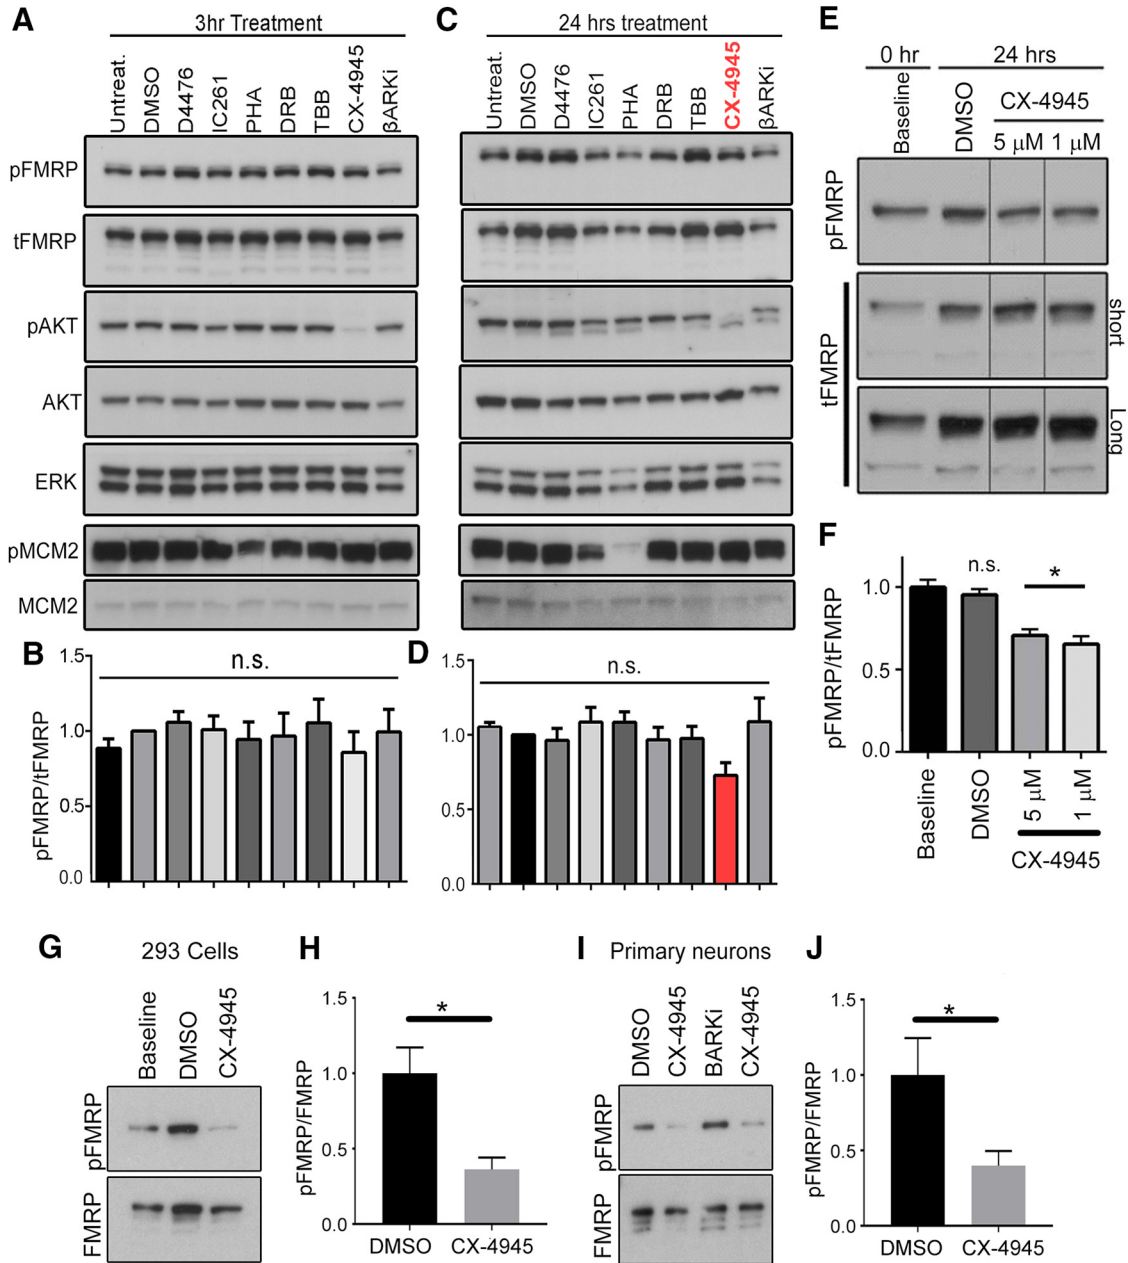 A
3hr Treatment
Untreat.
DMSO
D4476
IC261
PHA
DRB
TBB
CX-4945
βARKi
pFMRP
tFMRP
pAKT
AKT
ERK
pMCM2
MCM2
B
1.5
1.0
0.5
0.0
pFMRP/tFMRP
n.s.
C
24 hrs treatment
Untreat.
DMSO
D4476
IC261
PHA
DRB
TBB
CX-4945
βARKi
D
1.5
1.0
0.5
0.0
n.s.
E
0 hr
24 hrs
CX-4945
Baseline
DMSO
5 μM
1 μM
pFMRP
tFMRP
short
Long
F
1.0
0.5
0.0
pFMRP/tFMRP
n.s.
*
Baseline
DMSO
5 μM
1 μM
CX-4945
G
293 Cells
Baseline
DMSO
CX-4945
pFMRP
FMRP
H
1.5
1.0
0.5
0.0
pFMRP/FMRP
*
DMSO
CX-4945
I
Primary neurons
DMSO
CX-4945
BARKi
CX-4945
pFMRP
FMRP
J
1.5
1.0
0.5
0.0
pFMRP/FMRP
*
DMSO
CX-4945